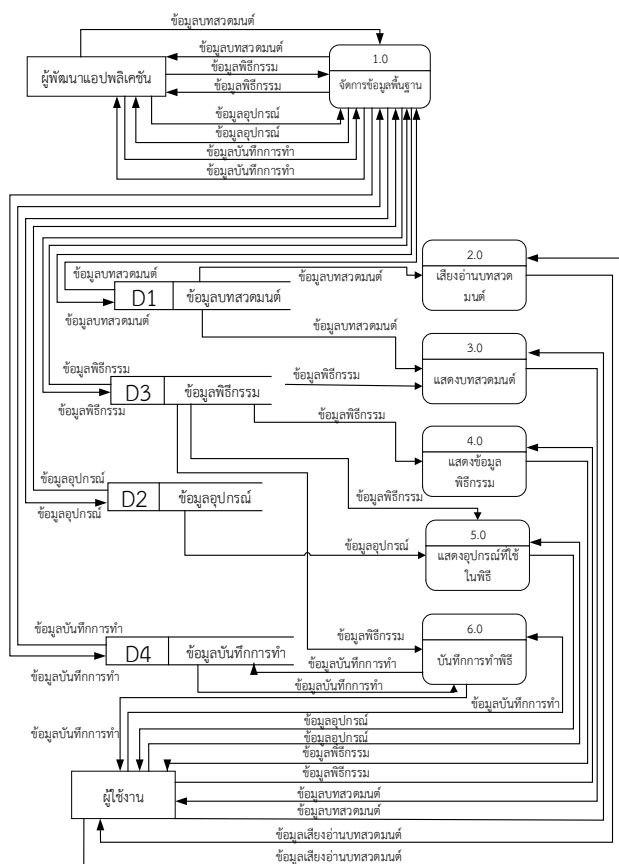 ข้อมูลบทสวดมนต์
ข้อมูลบทสวดมนต์
1.0
ผู้พัฒนาแอปพลิเคชัน
ข้อมูลพิธีกรรม
ข้อมูลพิธีกรรม
จัดการข้อมูลพื้นฐาน
ข้อมูลอุปกรณ์
ข้อมูลอุปกรณ์
ข้อมูลบันทึกการทำ
ข้อมูลบันทึกการทำ
2.0
เสียงอ่านบทสวด
มนต์
ข้อมูลบทสวดมนต์
ข้อมูลบทสวดมนต์
D1
ข้อมูลบทสวดมนต์
ข้อมูลบทสวดมนต์
ข้อมูลบทสวดมนต์
3.0
แสดงบทสวดมนต์
ข้อมูลพิธีกรรม
ข้อมูลพิธีกรรม
D3
ข้อมูลพิธีกรรม
ข้อมูลพิธีกรรม
ข้อมูลพิธีกรรม
4.0
แสดงข้อมูล
พิธีกรรม
ข้อมูลอุปกรณ์
D2
ข้อมูลอุปกรณ์
ข้อมูลอุปกรณ์
ข้อมูลพิธีกรรม
5.0
แสดงอุปกรณ์ที่ใช้
ในพิธี
ข้อมูลอุปกรณ์
6.0
บันทึกการทำพิธี
ข้อมูลบันทึกการทำ
ข้อมูลพิธีกรรม
D4
ข้อมูลบันทึกการทำ
ข้อมูลบันทึกการทำ
ข้อมูลบันทึกการทำ
ข้อมูลบันทึกการทำ
ข้อมูลบันทึกการทำ
ข้อมูลบันทึกการทำ
ข้อมูลอุปกรณ์
ข้อมูลอุปกรณ์
ข้อมูลพิธีกรรม
ข้อมูลพิธีกรรม
ผู้ใช้งาน
ข้อมูลบทสวดมนต์
ข้อมูลบทสวดมนต์
ข้อมูลเสียงอ่านบทสวดมนต์
ข้อมูลเสียงอ่านบทสวดมนต์